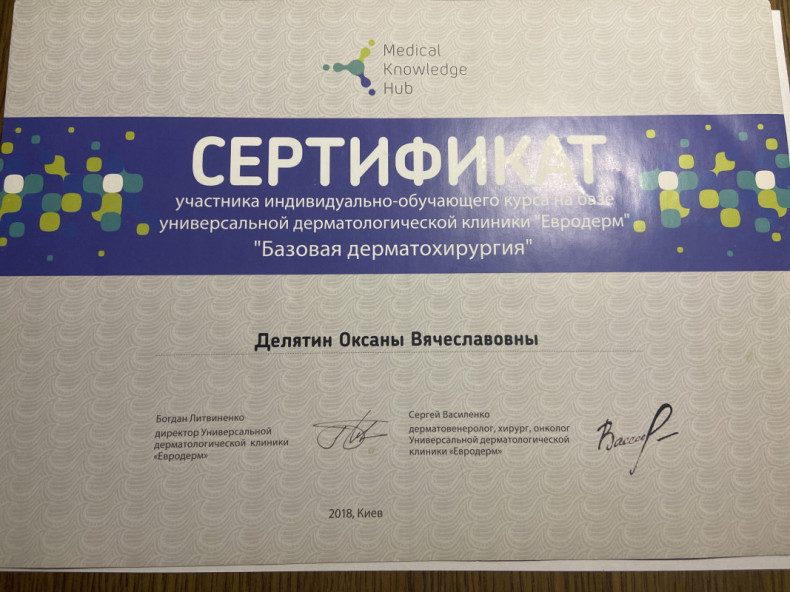 Medical
Knowledge
Hub
СЕРТИФИКАТ
участника индивидуально-обучающего курса на базе
универсальной дерматологической клиники "Евродерм"
"Базовая дерматохирургия"
Делятин Оксаны Вячеславовны
Богдан Литвиненко
директор Универсальной
дерматологической клиники
«Евродерм»
Сергей Василенко
дерматовенеролог, хирург, онколог
Универсальной дерматологической
клиники «Евродерм»
2018, Киев